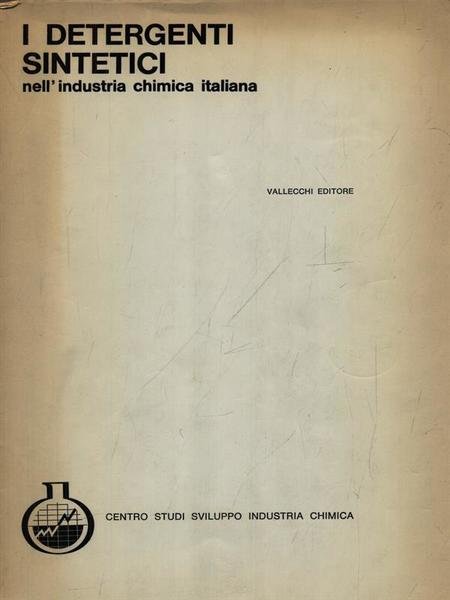 I DETERGENTI
SINTETICI
nell'industria chimica italiana
VALLECCHI EDITORE
CENTRO STUDI SVILUPPO INDUSTRIA CHIMICA